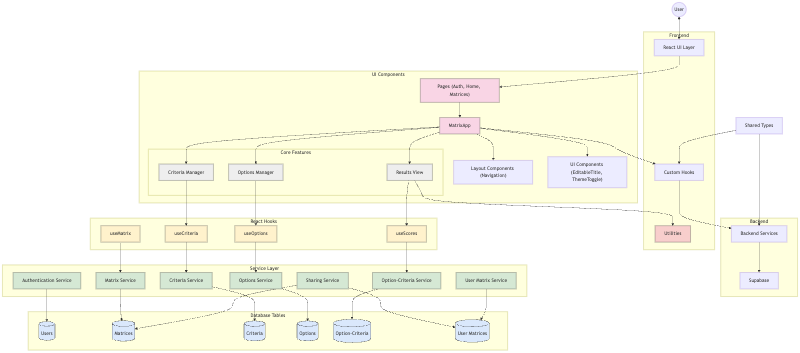 User
Frontend
React UI Layer
UI Components
Pages (Auth, Home,
Matrices)
MatrixApp
Shared Types
Core Features
Criteria Manager
Options Manager
Results View
Layout Components
(Navigation)
UI Components
(EditableTitle,
ThemeToggle)
Custom Hooks
React Hooks
useMatrix
useCriteria
useOptions
useScores
Utilities
Backend
Backend Services
Supabase
Service Layer
Authentication Service
Matrix Service
Criteria Service
Options Service
Sharing Service
Option-Criteria Service
User Matrix Service
Database Tables
Users
Matrices
Criteria
Options
Option-Criteria
User Matrices